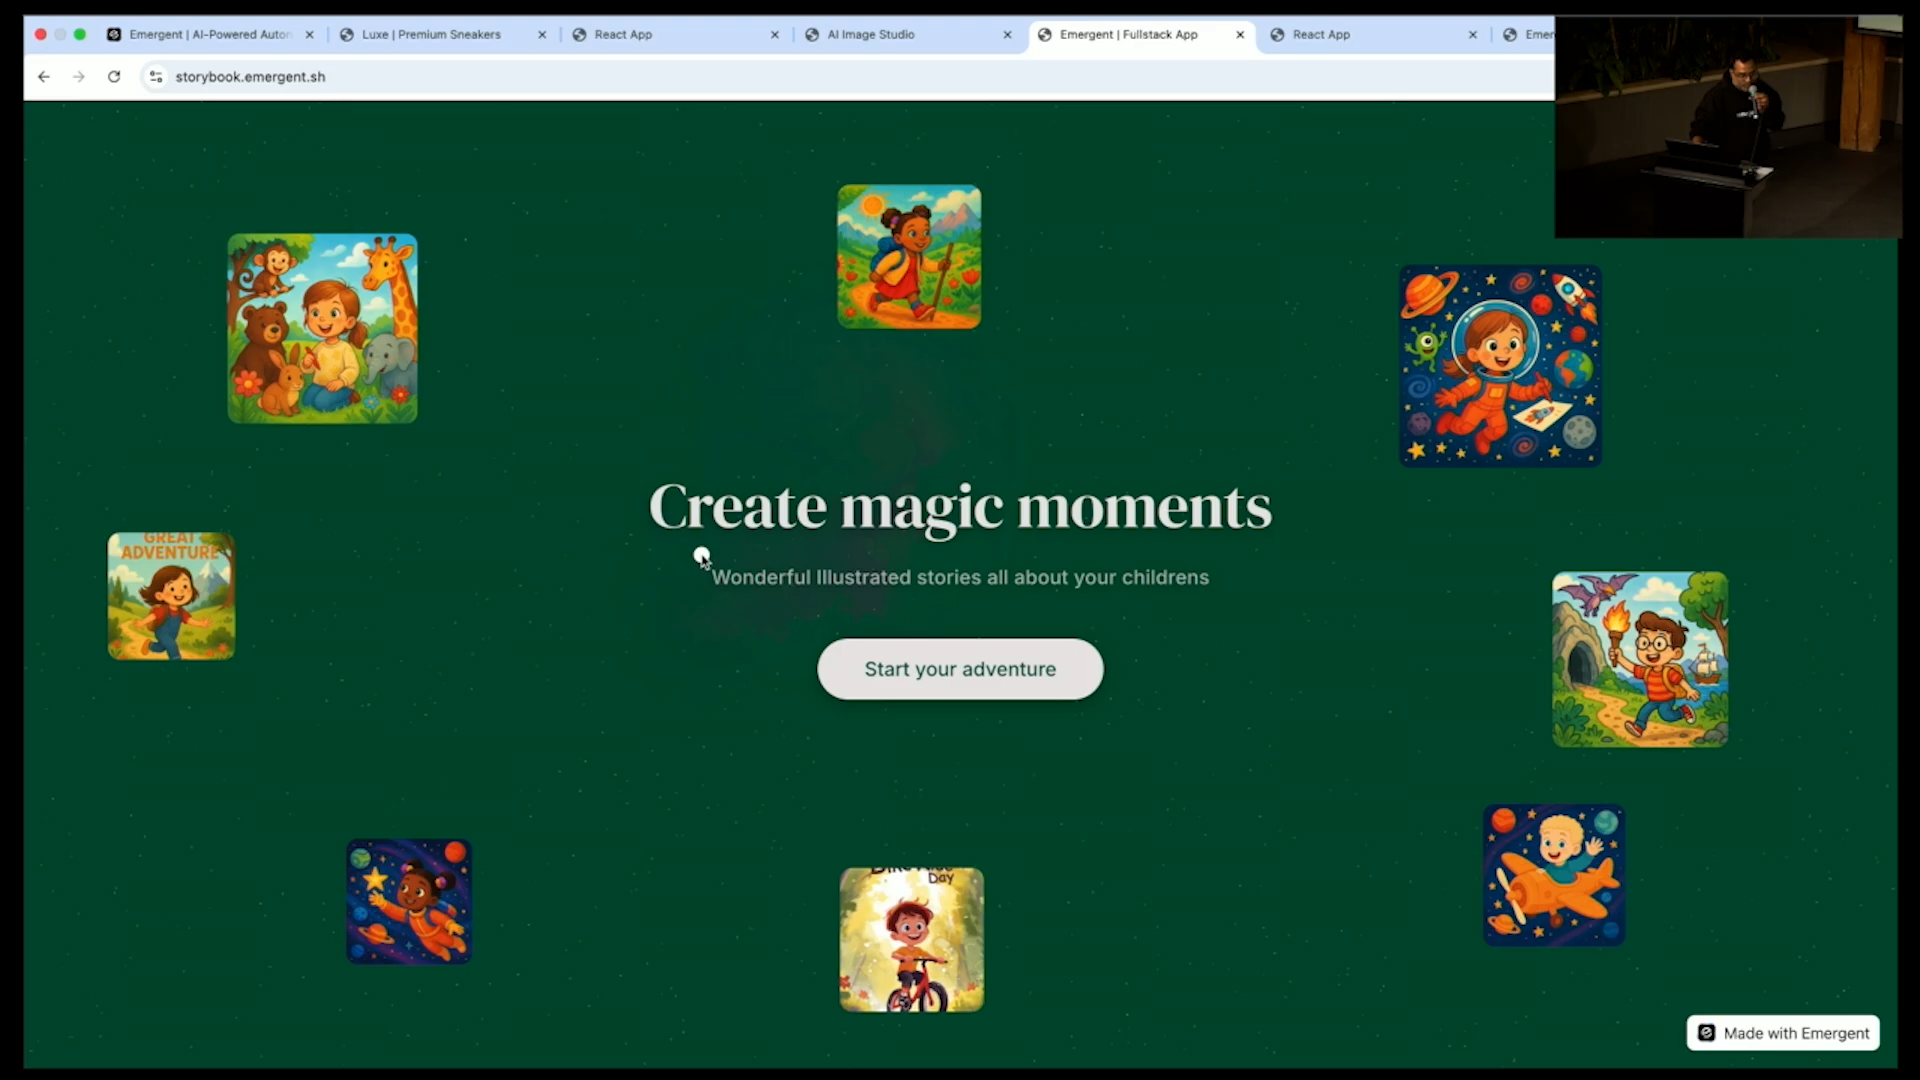 Emergent | AI-Powered Auton
Luxe | Premium Sneakers
React App
AI Image Studio
Emergent | Fullstack App
React App
Emer
storybook.emergent.sh
GREAT
ADVENTURE
Create magic moments
Wonderful Illustrated stories all about your childrens
Start your adventure
Day
Made with Emergent